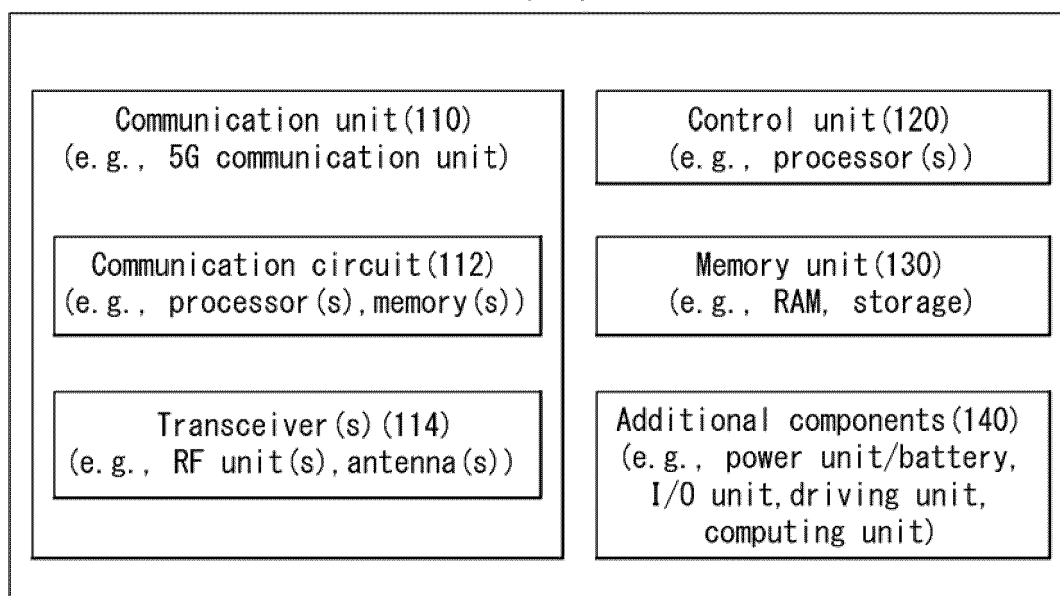 Communication unit(110)
(e.g., 5G communication unit)
Communication circuit(112)
(e.g., processor(s),memory(s))
Transceiver(s)(114)
(e.g., RF unit(s),antenna(s))
Control unit(120)
(e.g., processor(s))
Memory unit(130)
(e.g., RAM, storage)
Additional components(140)
(e.g., power unit/battery,
I/O unit,driving unit,
computing unit)